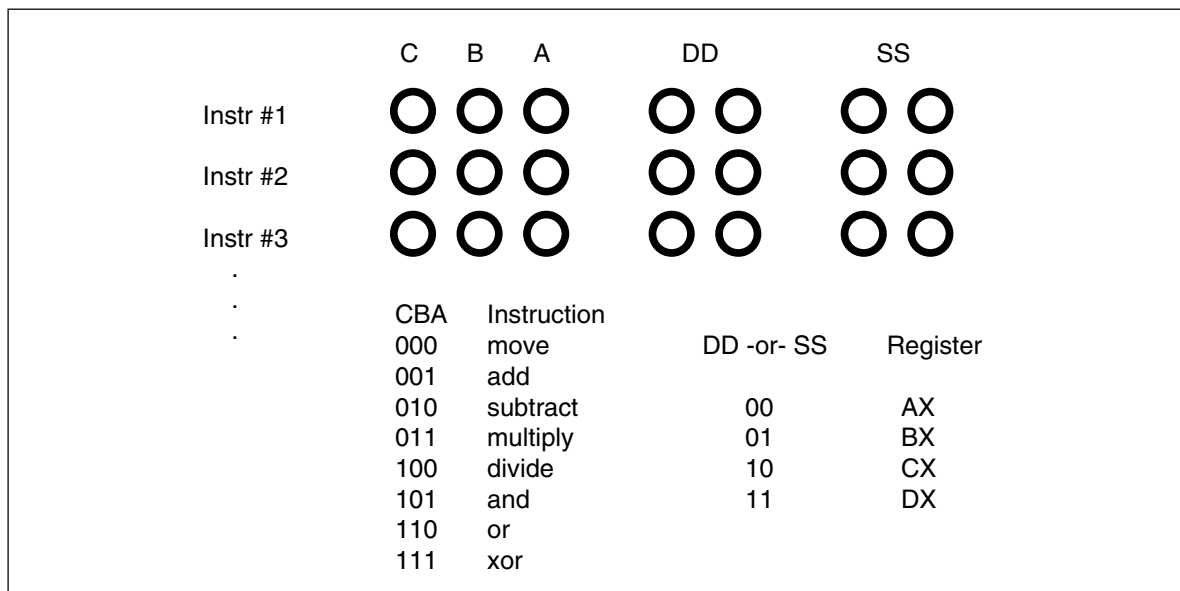 C B A DD SS
Instr #1
Instr #2
Instr #3
.
.
.
CBA Instruction
000 move DD -or- SS Register
001 add
010 subtract 00 AX
011 multiply 01 BX
100 divide 10 CX
101 and 11 DX
110 or
111 xor